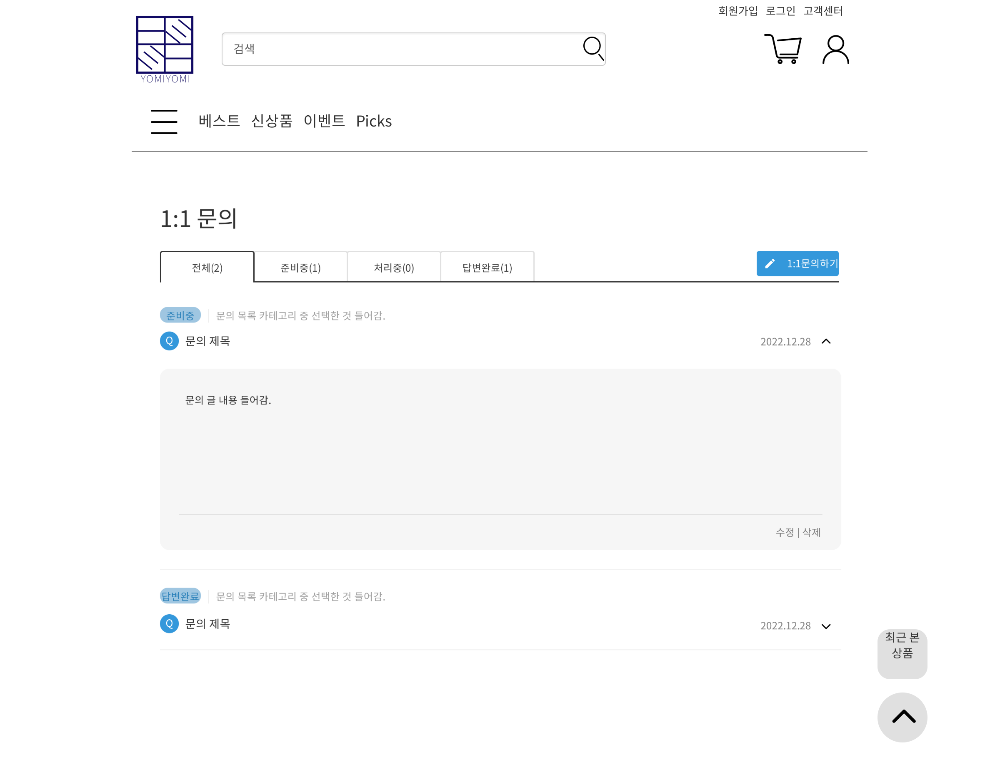 회원가입 로그인 고객센터
YOMIYOMI
검색
베스트 신상품 이벤트 Picks
1:1 문의
전체(2) 준비중(1) 처리중(0) 답변완료(1) 1:1문의하기
준비중 문의 목록 카테고리 중 선택한 것 들어감.
Q 문의 제목 2022.12.28
문의 글 내용 들어감.
수정 | 삭제
답변완료 문의 목록 카테고리 중 선택한 것 들어감.
Q 문의 제목 2022.12.28
최근 본
상품